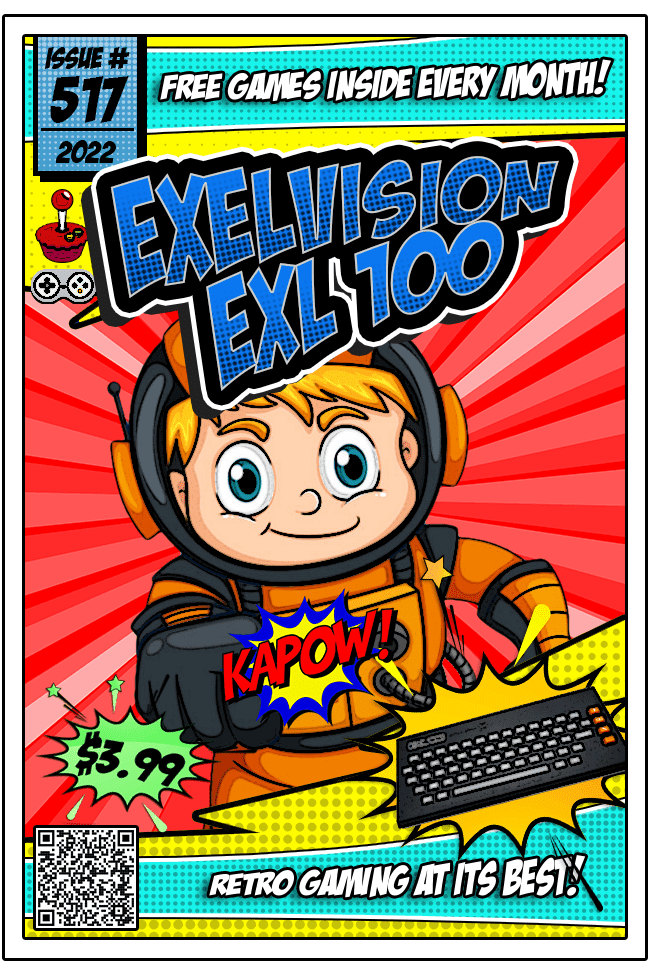 ISSUE #
517
2022
FREE GAMES INSIDE EVERY MONTH!
EXELVISION
EXL 100
KAPOW!
$3.99
RETRO GAMING AT ITS BEST!